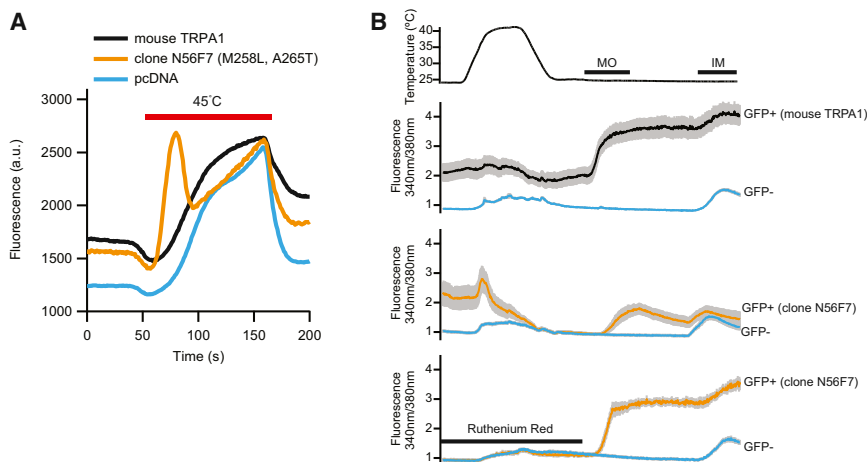 A
mouse TRPA1
clone N56F7 (M258L, A265T)
pcDNA
45°C
Fluorescence (a.u.)
3000
2500
2000
1500
1000
0
50
100
150
200
Time (s)
B
Temperature (°C)
40
35
30
25
MO
IM
Fluorescence
340nm/380nm
4
3
2
1
GFP+ (mouse TRPA1)
GFP-
Fluorescence
340nm/380nm
4
3
2
1
GFP+ (clone N56F7)
GFP-
Fluorescence
340nm/380nm
4
3
2
1
Ruthenium Red
GFP+ (clone N56F7)
GFP-